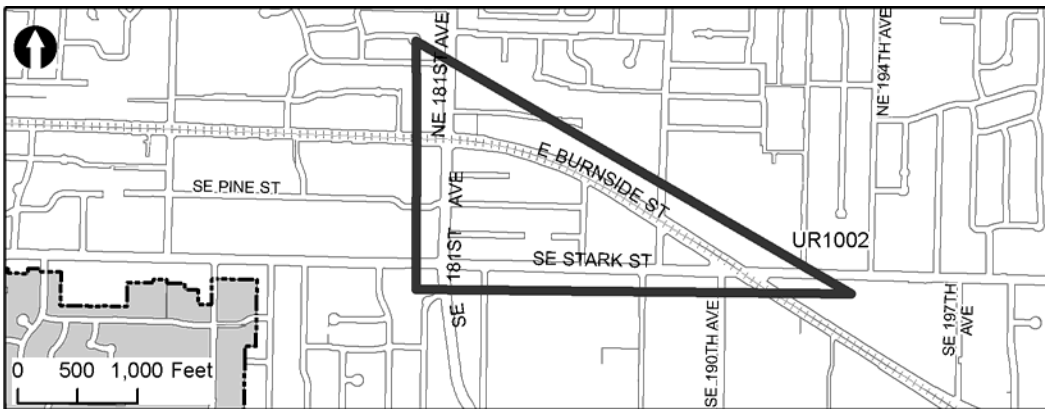 NE 181ST AVE
NE 194TH AVE
E BURNSIDE ST
SE PINE ST
SE 181ST AVE
UR1002
SE STARK ST
SE 190TH AVE
SE 197TH
AVE
0 500 1,000 Feet